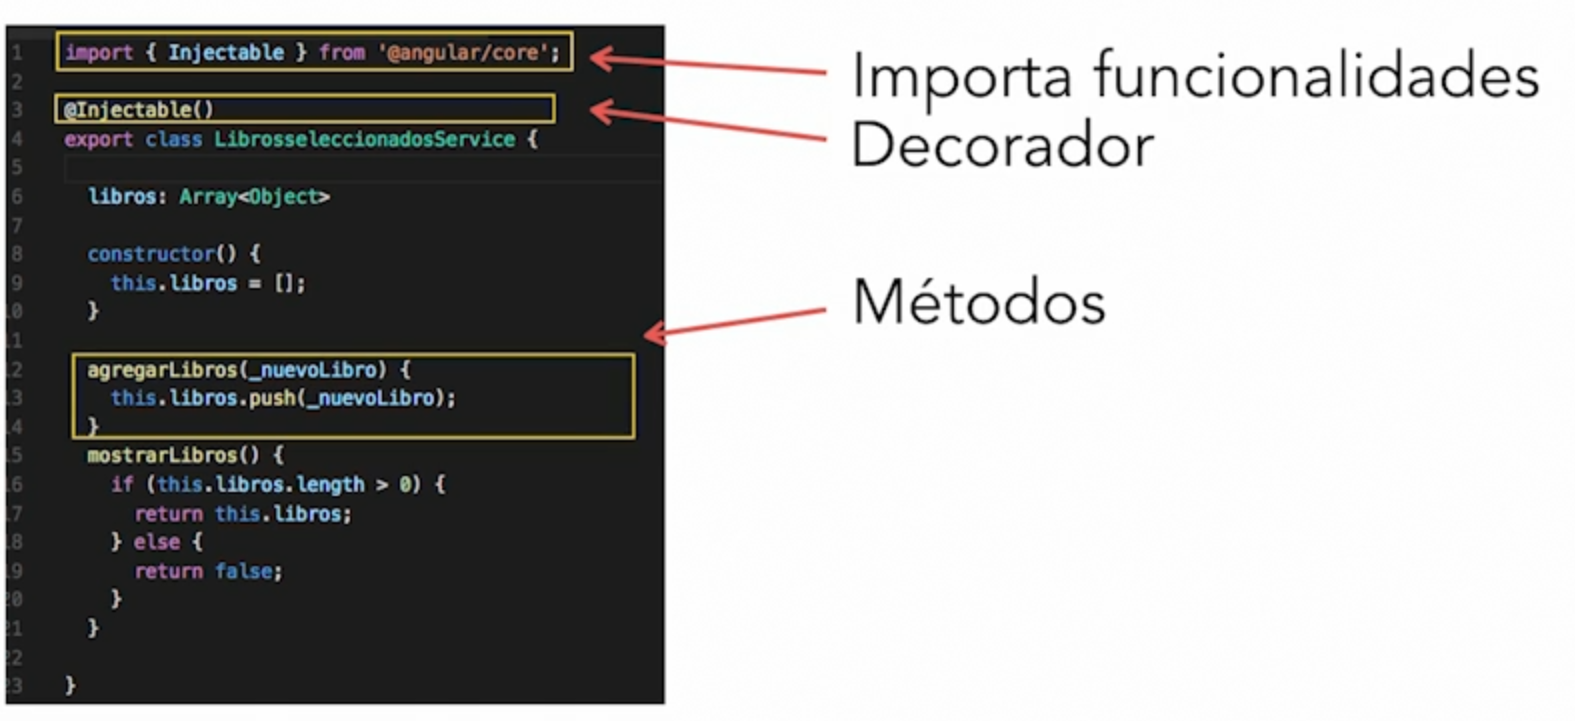 1 import { Injectable } from '@angular/core';
2
3 @Injectable()
4 export class LibrosseleccionadosService {
5
6 libros: Array<Object>
7
8 constructor() {
9 this.libros = [];
10 }
11
12 agregarLibros(_nuevoLibro) {
13 this.libros.push(_nuevoLibro);
14 }
15 mostrarLibros() {
16 if (this.libros.length > 0) {
17 return this.libros;
18 } else {
19 return false;
20 }
21 }
22
23 }
Importa funcionalidades
Decorador
Métodos